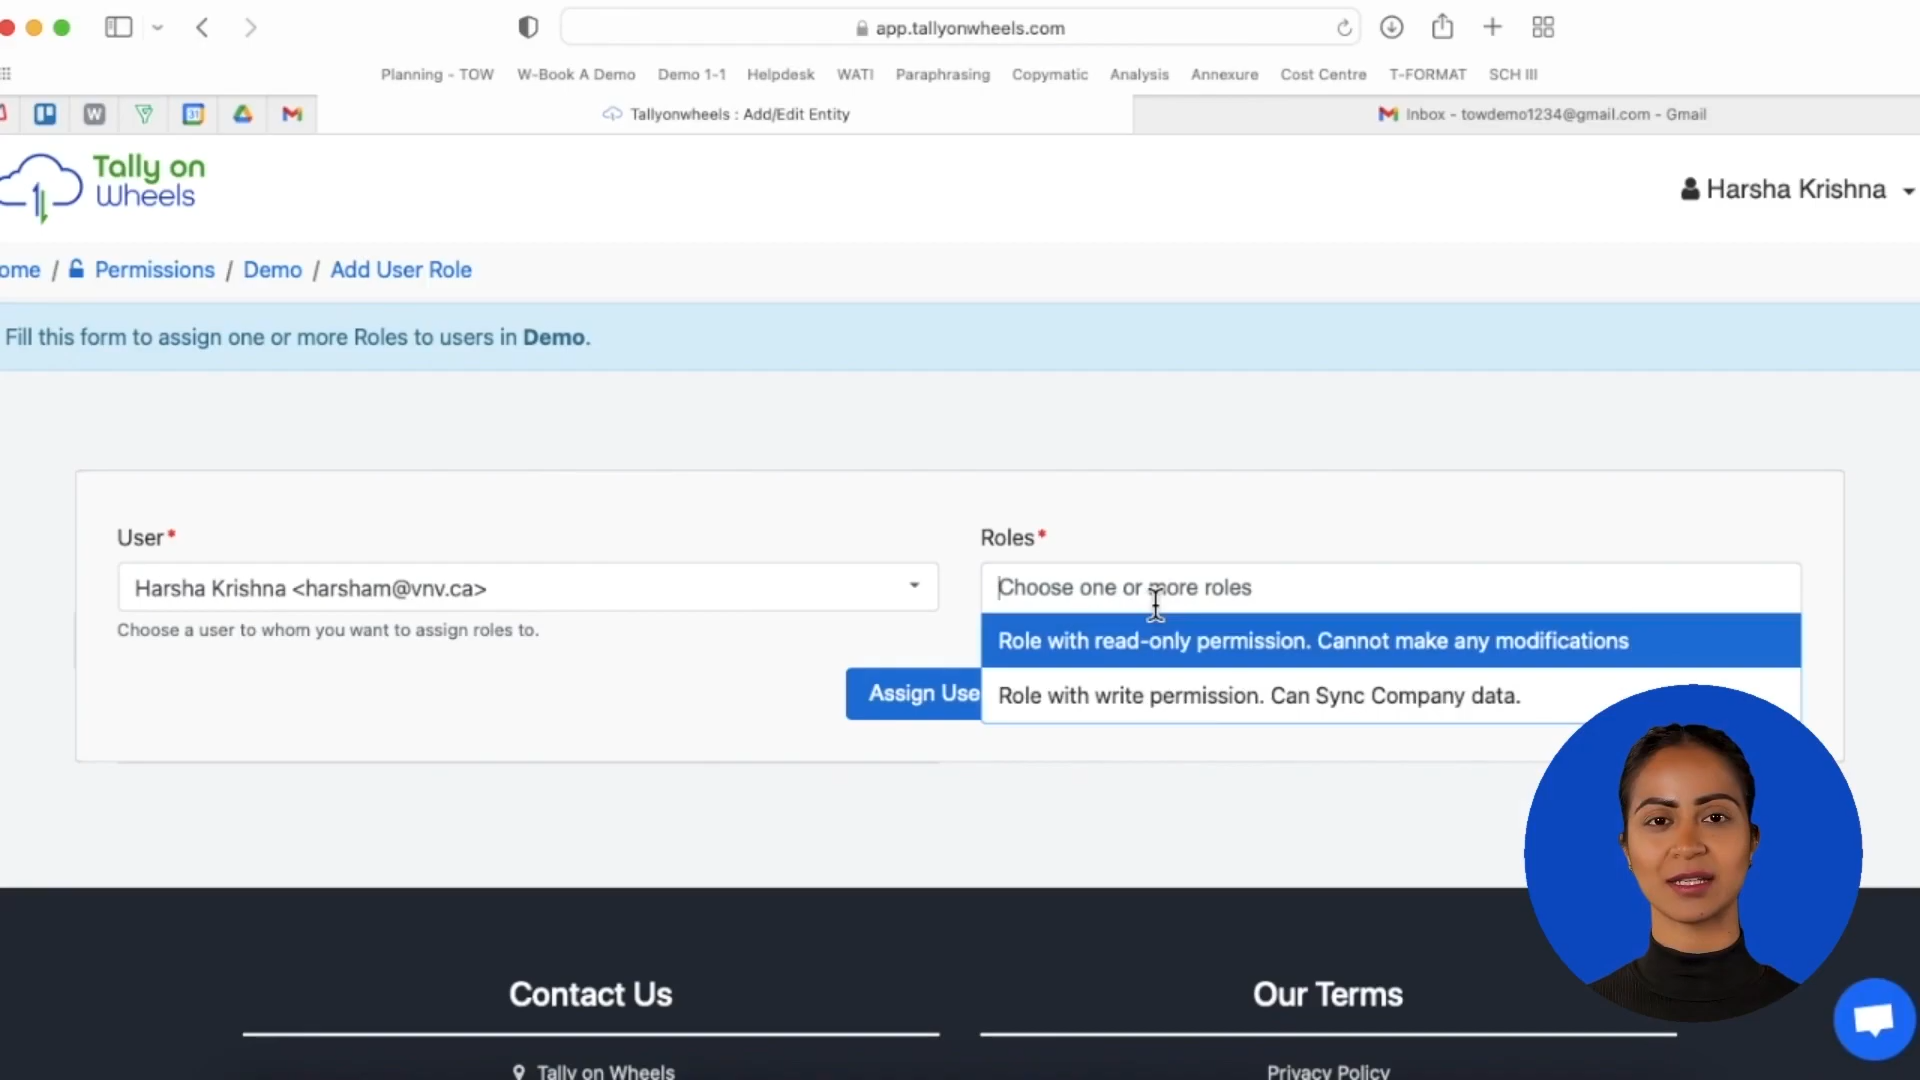 app.tallyonwheels.com
Planning - TOW W-Book A Demo Demo 1-1 Helpdesk WATI Paraphrasing Copymatic Analysis Annexure Cost Centre T-FORMAT SCH III
W 31 Tallyonwheels : Add/Edit Entity Inbox - towdemo1234@gmail.com - Gmail
Tally on
Wheels
Harsha Krishna
ome / Permissions / Demo / Add User Role
Fill this form to assign one or more Roles to users in Demo.
User* Roles*
Harsha Krishna <harsham@vnv.ca> Choose one or more roles
Choose a user to whom you want to assign roles to. Role with read-only permission. Cannot make any modifications
Assign Use Role with write permission. Can Sync Company data.
Contact Us Our Terms
Tally on Wheels Privacy Policy